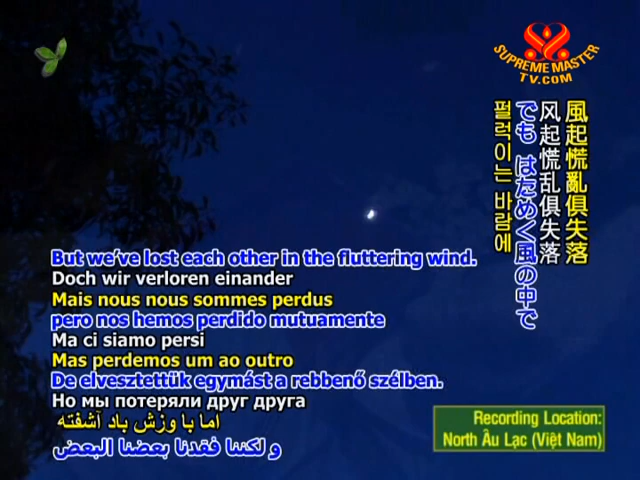 SUPREME MASTER
TV.COM
風起慌亂俱失落
风起慌乱俱失落
でも はためく風の中で
펄럭이는 바람에
But we've lost each other in the fluttering wind.
Doch wir verloren einander
Mais nous nous sommes perdus
pero nos hemos perdido mutuamente
Ma ci siamo persi
Mas perdemos um ao outro
De elvesztettük egymást a rebbenő szélben.
Но мы потеряли друг друга
اما با وزش باد آشفته
و لكننا فقدنا بعضنا البعض
Recording Location:
North Âu Lạc (Việt Nam)